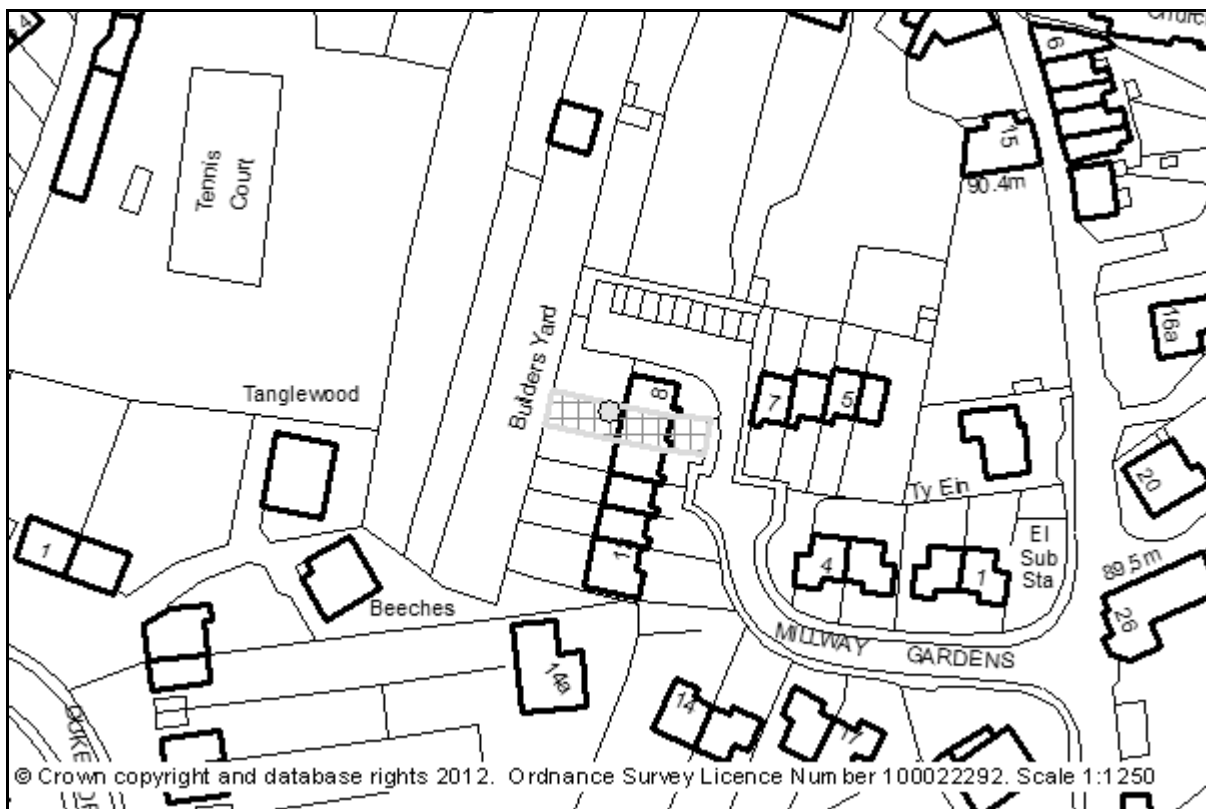 4
Tennis
Court
15
90.4m
6
16a
Builders Yard
Tanglewood
8
7
5
Ty Ein
20
El
Sub
Sta
1
4
1
89.5m
26
Beeches
MILLWAY GARDENS
14a
14
17
© Crown copyright and database rights 2012. Ordnance Survey Licence Number 100022292. Scale 1:1250